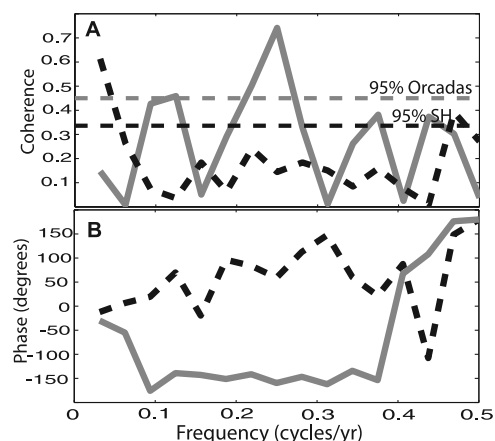 A
0.7
0.6
0.5
0.4
0.3
0.2
0.1
Coherence
95% Orcadas
95% SH
B
150
100
50
0
-50
-100
-150
Phase (degrees)
0
0.1
0.2
0.3
0.4
0.5
Frequency (cycles/yr)